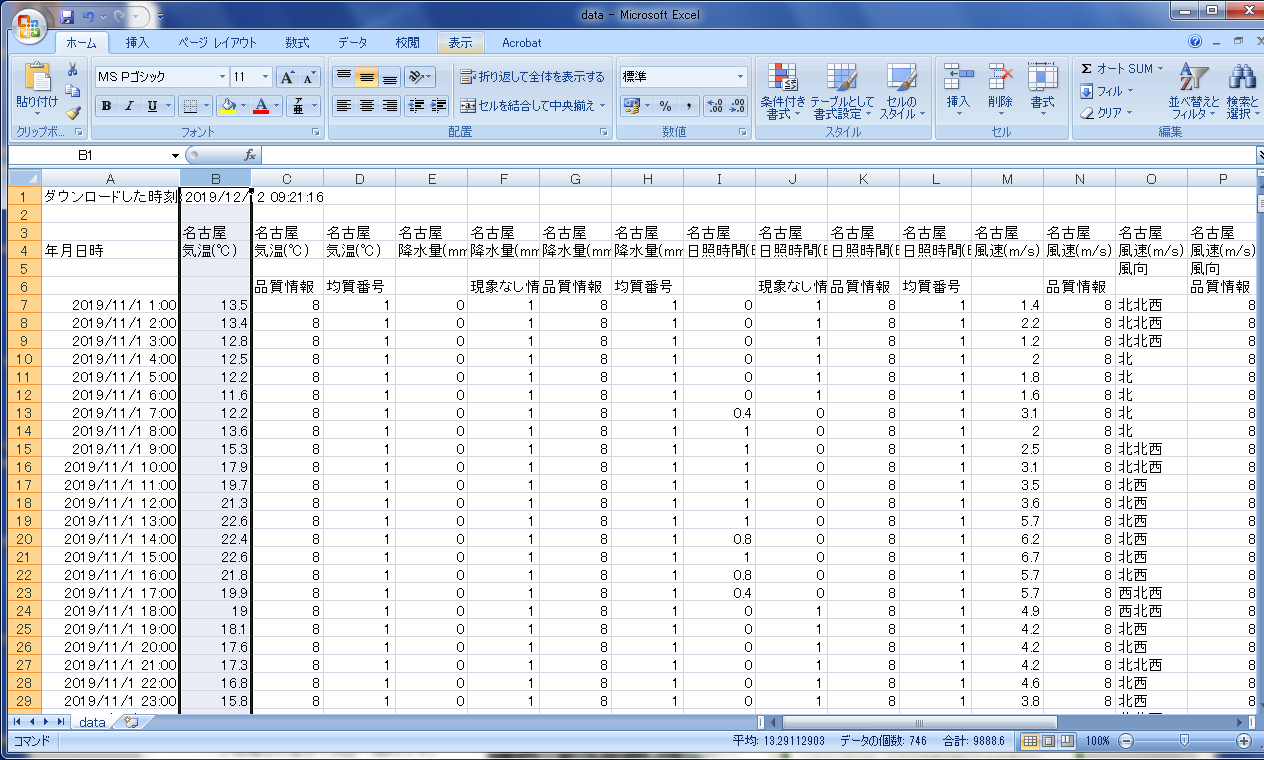 data - Microsoft Excel
ホーム 挿入 ページ レイアウト 数式 データ 校閲 表示 Acrobat
MS Pゴシック 11 折り返して全体を表示する 標準 Σ オート SUM
貼り付け B I U A セルを結合して中央揃え % , 条件付き書式 テーブルとして書式設定 セルのスタイル 挿入 削除 書式 フィル クリア 並べ替えとフィルタ 検索と選択
クリップボ... フォント 配置 数値 スタイル セル 編集
B1 fx
A B C D E F G H I J K L M N O P
1 ダウンロードした時刻 2019/12/ 2 09:21:16
2
3 名古屋 名古屋 名古屋 名古屋 名古屋 名古屋 名古屋 名古屋 名古屋 名古屋 名古屋 名古屋 名古屋 名古屋 名古屋
4 年月日時 気温(℃) 気温(℃) 気温(℃) 降水量(mm 降水量(mm 降水量(mm 降水量(mm 日照時間( 日照時間( 日照時間( 日照時間( 風速(m/s) 風速(m/s) 風速(m/s) 風速(m/s)
5 風向 風向
6 品質情報 均質番号 現象なし情 品質情報 均質番号 現象なし情 品質情報 均質番号 品質情報 品質情報
7 2019/11/1 1:00 13.5 8 1 0 1 8 1 0 1 8 1 1.4 8 北北西 8
8 2019/11/1 2:00 13.4 8 1 0 1 8 1 0 1 8 1 2.2 8 北北西 8
9 2019/11/1 3:00 12.8 8 1 0 1 8 1 0 1 8 1 1.2 8 北北西 8
10 2019/11/1 4:00 12.5 8 1 0 1 8 1 0 1 8 1 2 8 北 8
11 2019/11/1 5:00 12.2 8 1 0 1 8 1 0 1 8 1 1.8 8 北 8
12 2019/11/1 6:00 11.6 8 1 0 1 8 1 0 1 8 1 1.6 8 北 8
13 2019/11/1 7:00 12.2 8 1 0 1 8 1 0.4 0 8 1 3.1 8 北 8
14 2019/11/1 8:00 13.6 8 1 0 1 8 1 1 0 8 1 2 8 北 8
15 2019/11/1 9:00 15.3 8 1 0 1 8 1 1 0 8 1 2.5 8 北北西 8
16 2019/11/1 10:00 17.9 8 1 0 1 8 1 1 0 8 1 3.1 8 北北西 8
17 2019/11/1 11:00 19.7 8 1 0 1 8 1 1 0 8 1 3.5 8 北西 8
18 2019/11/1 12:00 21.3 8 1 0 1 8 1 1 0 8 1 3.6 8 北西 8
19 2019/11/1 13:00 22.6 8 1 0 1 8 1 1 0 8 1 5.7 8 北西 8
20 2019/11/1 14:00 22.4 8 1 0 1 8 1 0.8 0 8 1 6.2 8 北西 8
21 2019/11/1 15:00 22.6 8 1 0 1 8 1 1 0 8 1 6.7 8 北西 8
22 2019/11/1 16:00 21.8 8 1 0 1 8 1 0.8 0 8 1 5.7 8 北西 8
23 2019/11/1 17:00 19.9 8 1 0 1 8 1 0.4 0 8 1 5.7 8 西北西 8
24 2019/11/1 18:00 19 8 1 0 1 8 1 0 1 8 1 4.9 8 西北西 8
25 2019/11/1 19:00 18.1 8 1 0 1 8 1 0 1 8 1 4.2 8 北西 8
26 2019/11/1 20:00 17.6 8 1 0 1 8 1 0 1 8 1 4.2 8 北西 8
27 2019/11/1 21:00 17.3 8 1 0 1 8 1 0 1 8 1 4.2 8 北北西 8
28 2019/11/1 22:00 16.8 8 1 0 1 8 1 0 1 8 1 4.6 8 北西 8
29 2019/11/1 23:00 15.8 8 1 0 1 8 1 0 1 8 1 3.8 8 北西 8
data
コマンド 平均: 13.29112903 データの個数: 746 合計: 9888.6 100%